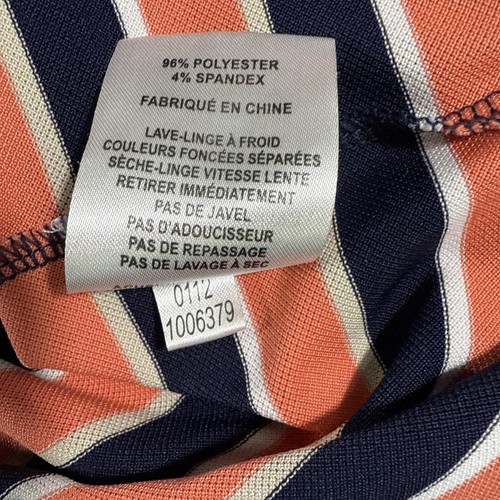 96% POLYESTER
4% SPANDEX
FABRIQUÉ EN CHINE
LAVE-LINGE À FROID
COULEURS FONCÉES SÉPARÉES
SÈCHE-LINGE VITESSE LENTE
RETIRER IMMÉDIATEMENT
PAS DE JAVEL
PAS D'ADOUCISSEUR
PAS DE REPASSAGE
PAS DE LAVAGE À SEC
0112
1006379